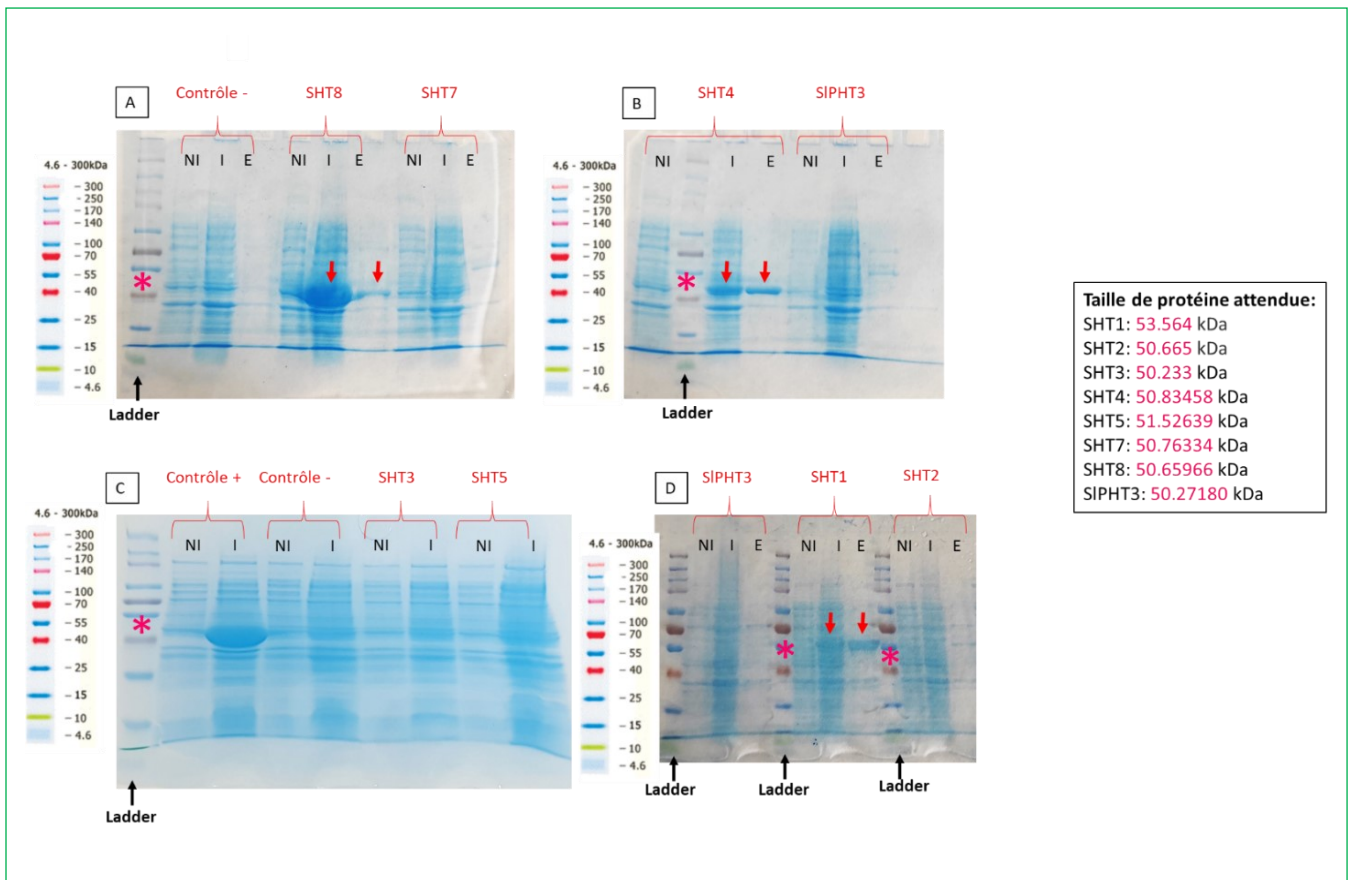 A
Contrôle -
SHT8
SHT7
NI I E NI I E NI I E
4.6 - 300kDa
– 300
- 250
– 170
– 140
– 100
– 70
– 55
– 40
– 25
– 15
– 10
– 4.6
*
Ladder
B
SHT4
SlPHT3
NI I E NI I E
4.6 - 300kDa
– 300
- 250
– 170
– 140
– 100
– 70
– 55
– 40
– 25
– 15
– 10
– 4.6
*
Ladder
Taille de protéine attendue:
SHT1: 53.564 kDa
SHT2: 50.665 kDa
SHT3: 50.233 kDa
SHT4: 50.83458 kDa
SHT5: 51.52639 kDa
SHT7: 50.76334 kDa
SHT8: 50.65966 kDa
SlPHT3: 50.27180 kDa
C
Contrôle +
Contrôle -
SHT3
SHT5
NI I NI I NI I NI I
4.6 - 300kDa
– 300
- 250
– 170
– 140
– 100
– 70
– 55
– 40
– 25
– 15
– 10
– 4.6
*
Ladder
D
SlPHT3
SHT1
SHT2
NI I E NI I E NI I E
4.6 - 300kDa
– 300
- 250
– 170
– 140
– 100
– 70
– 55
– 40
– 25
– 15
– 10
– 4.6
* *
Ladder
Ladder
Ladder